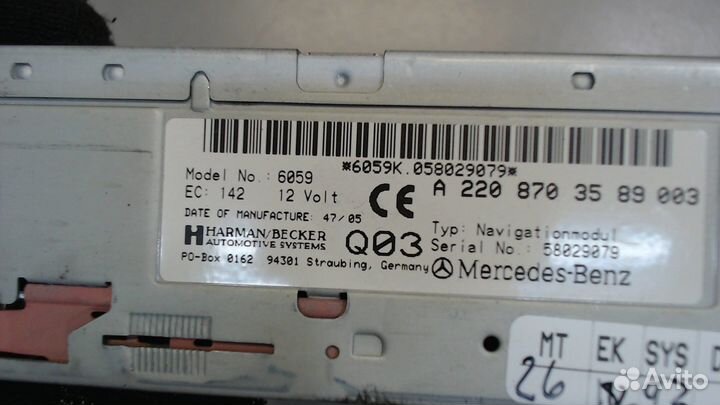 *6059K.058029079*
Model No.: 6059
EC: 142 12 Volt
CE
A 220 870 35 89 003
DATE OF MANUFACTURE: 47/05
HARMAN/BECKER
AUTOMOTIVE SYSTEMS
Q03
Typ: Navigationmodul
Serial No.: 58029079
PO-Box 0162 94301 Straubing, Germany
Mercedes-Benz
MT EK SYS D
26
Avito